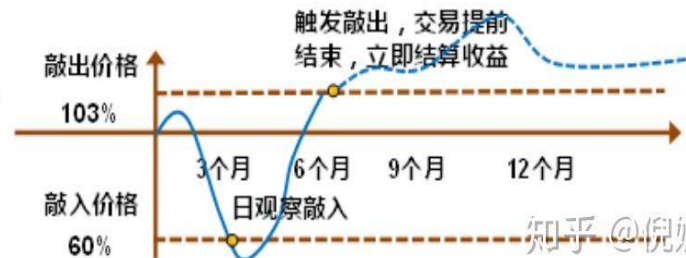 触发敲出，交易提前
结束，立即结算收益
敲出价格
103%
3个月
6个月
9个月
12个月
敲入价格
日观察敲入
60%
知乎 @倪